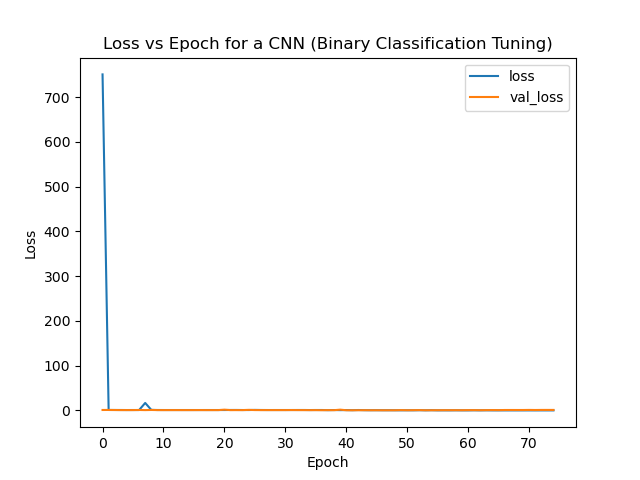 Loss vs Epoch for a CNN (Binary Classification Tuning)
loss
val_loss
700
600
500
400
300
200
100
0
Loss
0 10 20 30 40 50 60 70
Epoch